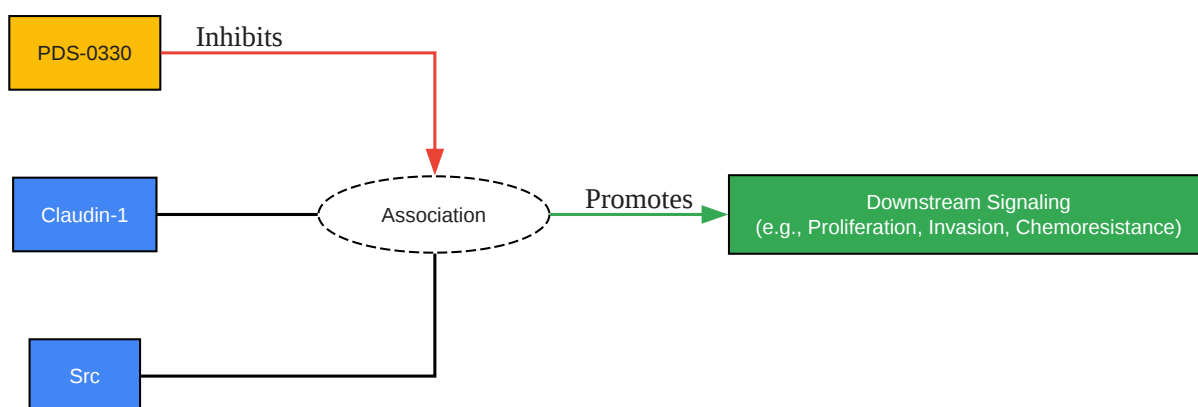 PDS-0330
Inhibits
Claudin-1
Association
Promotes
Downstream Signaling
(e.g., Proliferation, Invasion, Chemoresistance)
Src